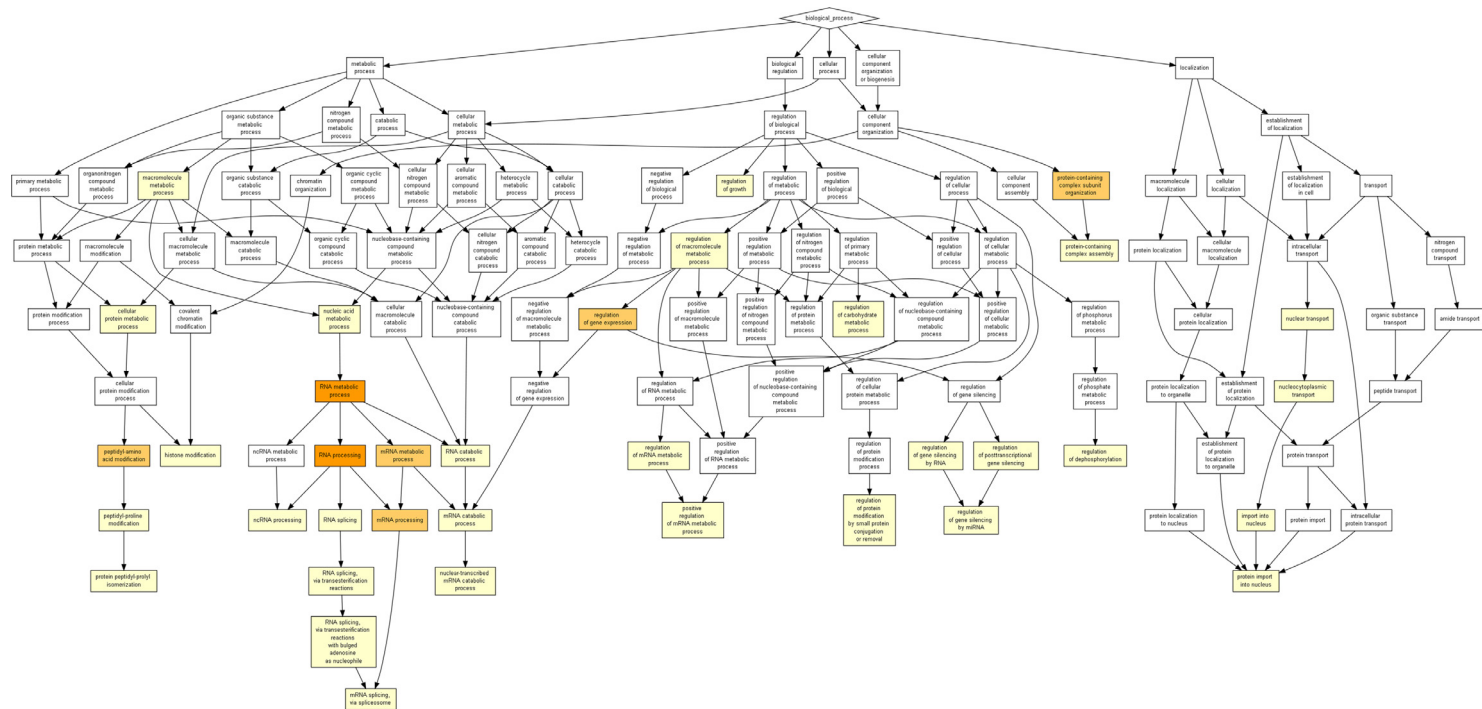 biological_process
metabolic
process
biological
regulation
cellular
process
cellular
component
organization
or biogenesis
localization
organic substance
metabolic
process
nitrogen
compound
metabolic
process
catabolic
process
cellular
metabolic
process
regulation
of biological
process
cellular
component
organization
establishment
of localization
primary metabolic
process
organonitrogen
compound
metabolic
process
macromolecule
metabolic
process
organic substance
catabolic
process
chromatin
organization
organic cyclic
compound
metabolic
process
cellular
nitrogen
compound
metabolic
process
cellular
aromatic
compound
metabolic
process
heterocycle
metabolic
process
cellular
catabolic
process
negative
regulation
of biological
process
regulation
of growth
regulation
of metabolic
process
positive
regulation
of biological
process
regulation
of cellular
process
cellular
component
assembly
protein-containing
complex subunit
organization
macromolecule
localization
cellular
localization
establishment
of localization
in cell
transport
protein metabolic
process
macromolecule
modification
cellular
macromolecule
metabolic
process
macromolecule
catabolic
process
organic cyclic
compound
catabolic
process
nucleobase-containing
compound
metabolic
process
cellular
nitrogen
compound
catabolic
process
aromatic
compound
catabolic
process
heterocycle
catabolic
process
negative
regulation
of metabolic
process
regulation
of macromolecule
metabolic
process
positive
regulation
of metabolic
process
regulation
of nitrogen
compound
metabolic
process
regulation
of primary
metabolic
process
positive
regulation
of cellular
process
regulation
of cellular
metabolic
process
protein-containing
complex assembly
protein localization
cellular
macromolecule
localization
intracellular
transport
nitrogen
compound
transport
protein modification
process
cellular
protein metabolic
process
covalent
chromatin
modification
nucleic acid
metabolic
process
cellular
macromolecule
catabolic
process
nucleobase-containing
compound
catabolic
process
negative
regulation
of macromolecule
metabolic
process
regulation
of gene expression
positive
regulation
of macromolecule
metabolic
process
positive
regulation
of nitrogen
compound
metabolic
process
regulation
of protein
metabolic
process
regulation
of carbohydrate
metabolic
process
regulation
of nucleobase-containing
compound
metabolic
process
positive
regulation
of cellular
metabolic
process
regulation
of phosphorus
metabolic
process
cellular
protein localization
nuclear transport
organic substance
transport
amide transport
cellular
protein modification
process
RNA metabolic
process
negative
regulation
of gene expression
regulation
of RNA metabolic
process
positive
regulation
of nucleobase-containing
compound
metabolic
process
regulation
of cellular
protein metabolic
process
regulation
of gene silencing
regulation
of phosphate
metabolic
process
protein localization
to organelle
establishment
of protein
localization
nucleocytoplasmic
transport
peptide transport
peptidyl-amino
acid modification
histone modification
ncRNA metabolic
process
RNA processing
mRNA metabolic
process
RNA catabolic
process
regulation
of mRNA metabolic
process
positive
regulation
of RNA metabolic
process
regulation
of protein
modification
process
regulation
of gene silencing
by RNA
regulation
of posttranscriptional
gene silencing
regulation
of dephosphorylation
establishment
of protein
localization
to organelle
protein transport
peptidyl-proline
modification
ncRNA processing
RNA splicing
mRNA processing
mRNA catabolic
process
positive
regulation
of mRNA metabolic
process
regulation
of protein
modification
by small protein
conjugation
or removal
regulation
of gene silencing
by miRNA
protein localization
to nucleus
import into
nucleus
protein import
intracellular
protein transport
protein peptidyl-prolyl
isomerization
RNA splicing,
via transesterification
reactions
nuclear-transcribed
mRNA catabolic
process
protein import
into nucleus
RNA splicing,
via transesterification
reactions
with bulged
adenosine
as nucleophile
mRNA splicing,
via spliceosome